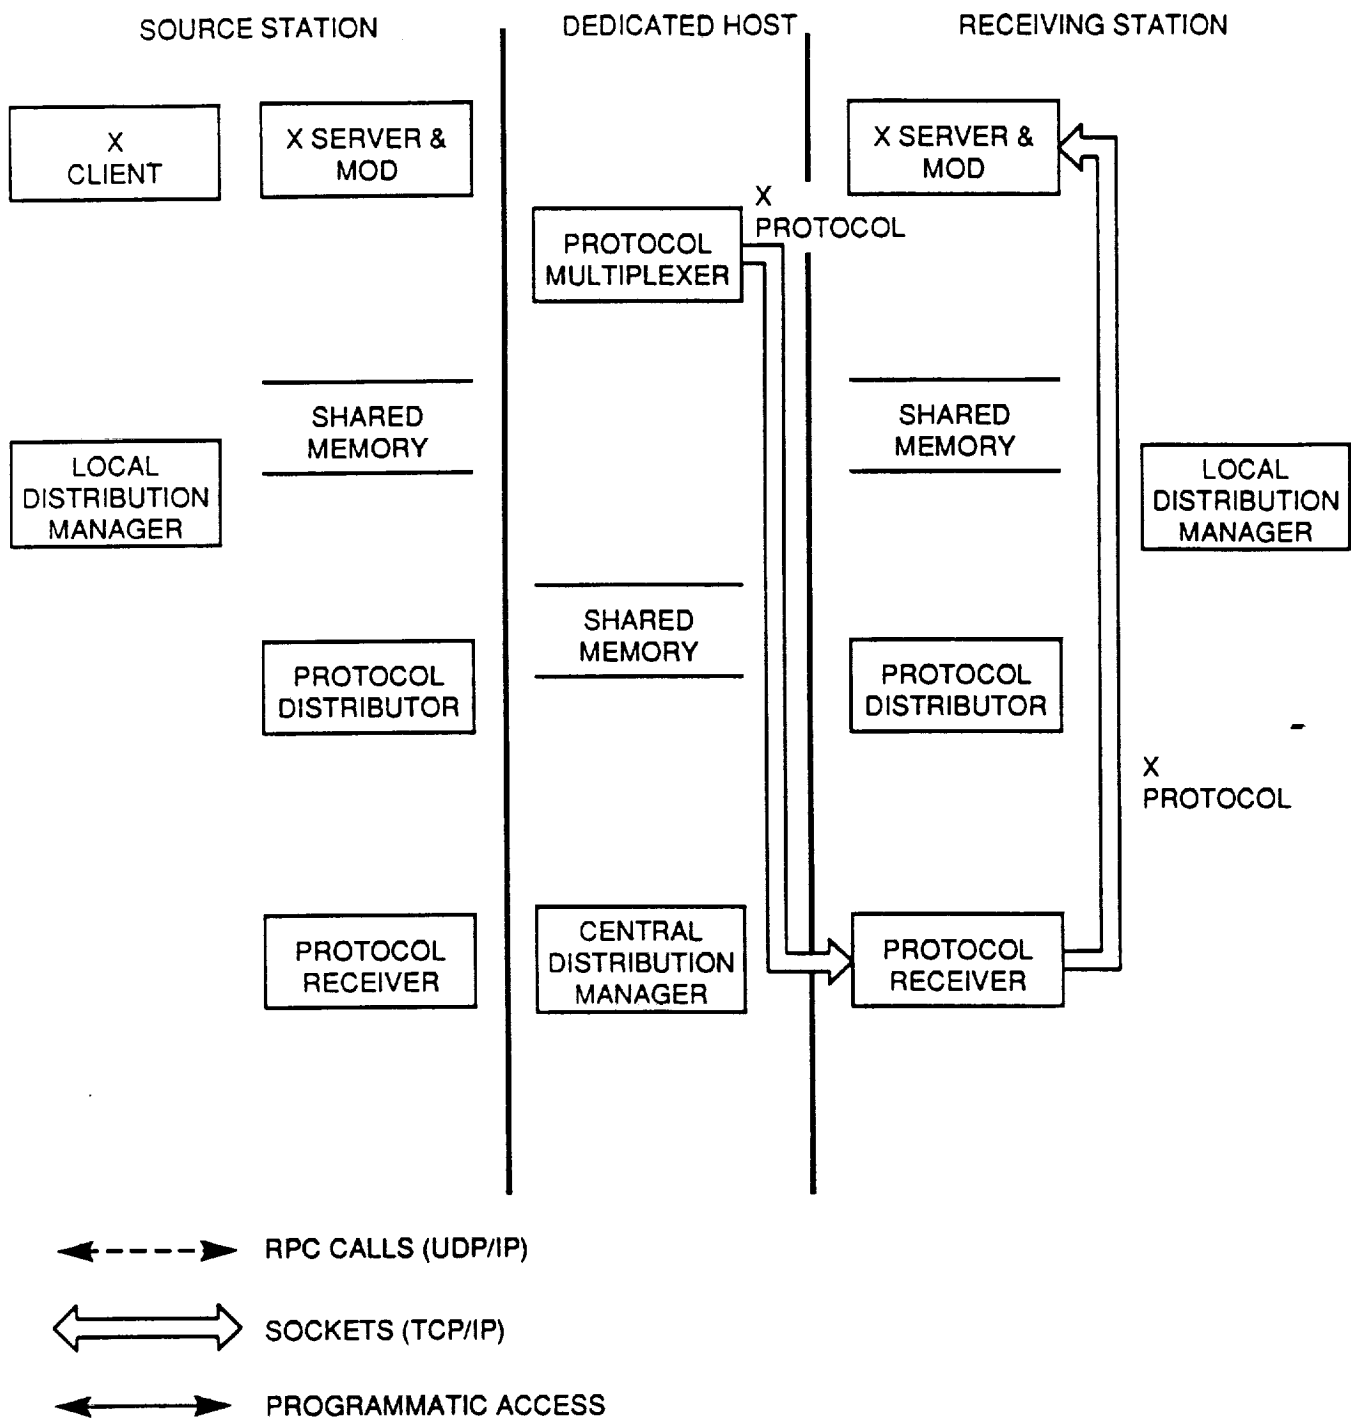 SOURCE STATION
DEDICATED HOST
RECEIVING STATION
X
CLIENT
X SERVER &
MOD
X SERVER &
MOD
X
PROTOCOL
PROTOCOL
MULTIPLEXER
SHARED
MEMORY
SHARED
MEMORY
LOCAL
DISTRIBUTION
MANAGER
LOCAL
DISTRIBUTION
MANAGER
SHARED
MEMORY
PROTOCOL
DISTRIBUTOR
PROTOCOL
DISTRIBUTOR
X
PROTOCOL
PROTOCOL
RECEIVER
CENTRAL
DISTRIBUTION
MANAGER
PROTOCOL
RECEIVER
RPC CALLS (UDP/IP)
SOCKETS (TCP/IP)
PROGRAMMATIC ACCESS